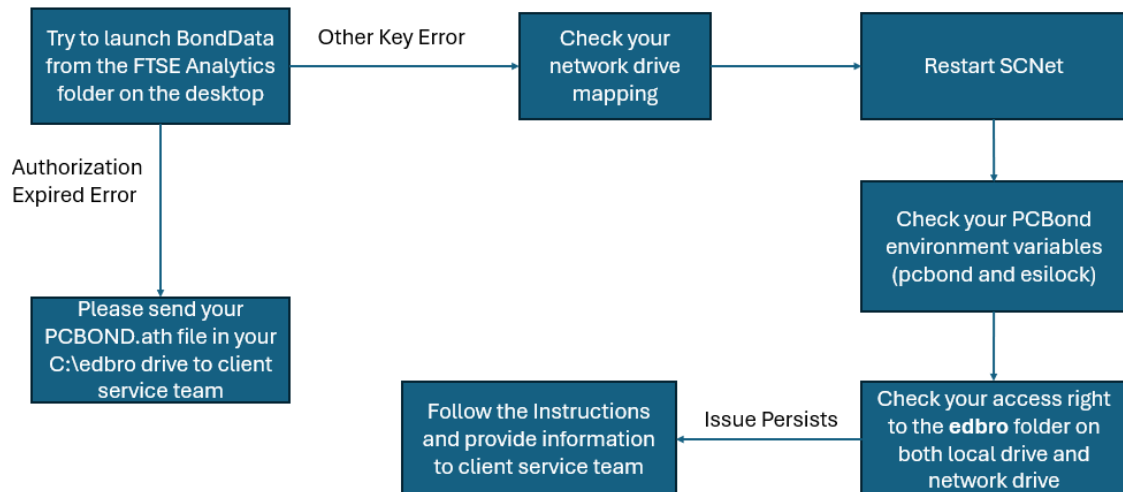 Try to launch BondData
from the FTSE Analytics
folder on the desktop
Other Key Error
Check your
network drive
mapping
Restart SCNet
Authorization
Expired Error
Check your PCBond
environment variables
(pcbond and esilock)
Please send your
PCBOND.ath file in your
C:\edbro drive to client
service team
Check your access right
to the edbro folder on
both local drive and
network drive
Issue Persists
Follow the Instructions
and provide information
to client service team